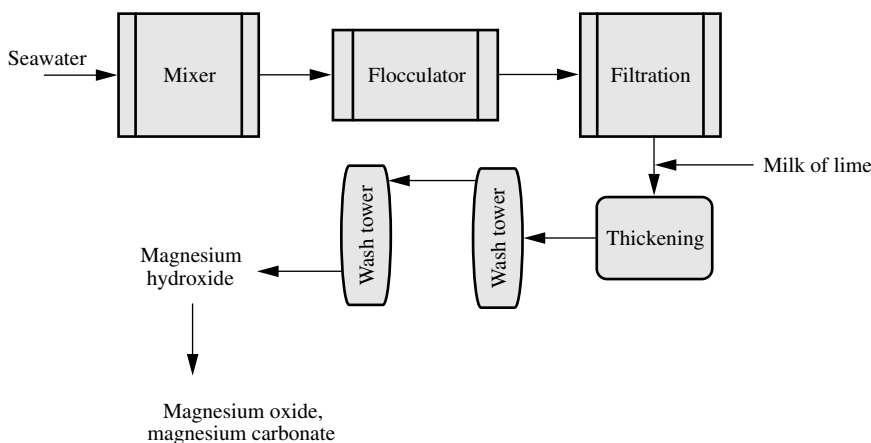 Seawater
Mixer
Flocculator
Filtration
Milk of lime
Thickening
Wash tower
Wash tower
Magnesium
hydroxide
Magnesium oxide,
magnesium carbonate